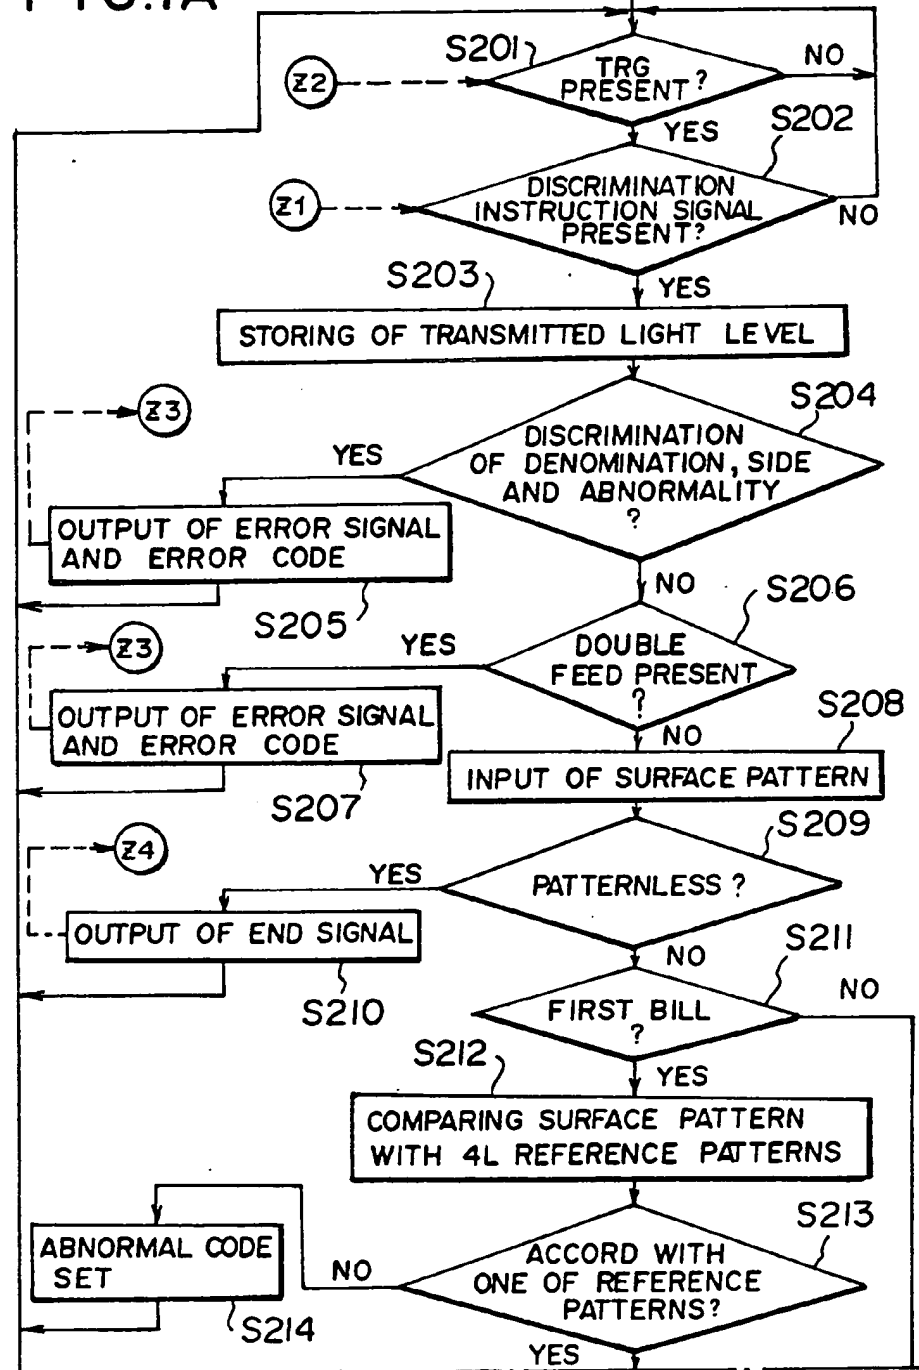 FIG.1A
S201
TRG
PRESENT?
NO
Z2
YES
S202
DISCRIMINATION
INSTRUCTION SIGNAL
PRESENT?
Z1
NO
S203
YES
STORING OF TRANSMITTED LIGHT LEVEL
Z3
S204
DISCRIMINATION
OF DENOMINATION, SIDE
AND ABNORMALITY
?
YES
OUTPUT OF ERROR SIGNAL
AND ERROR CODE
S205
NO
S206
Z3
DOUBLE
FEED PRESENT
?
YES
OUTPUT OF ERROR SIGNAL
AND ERROR CODE
S207
NO
S208
INPUT OF SURFACE PATTERN
Z4
S209
PATTERNLESS?
YES
OUTPUT OF END SIGNAL
S210
NO
S211
FIRST BILL
?
NO
S212
YES
COMPARING SURFACE PATTERN
WITH 4L REFERENCE PATTERNS
S213
ACCORD WITH
ONE OF REFERENCE
PATTERNS?
NO
ABNORMAL CODE
SET
S214
YES